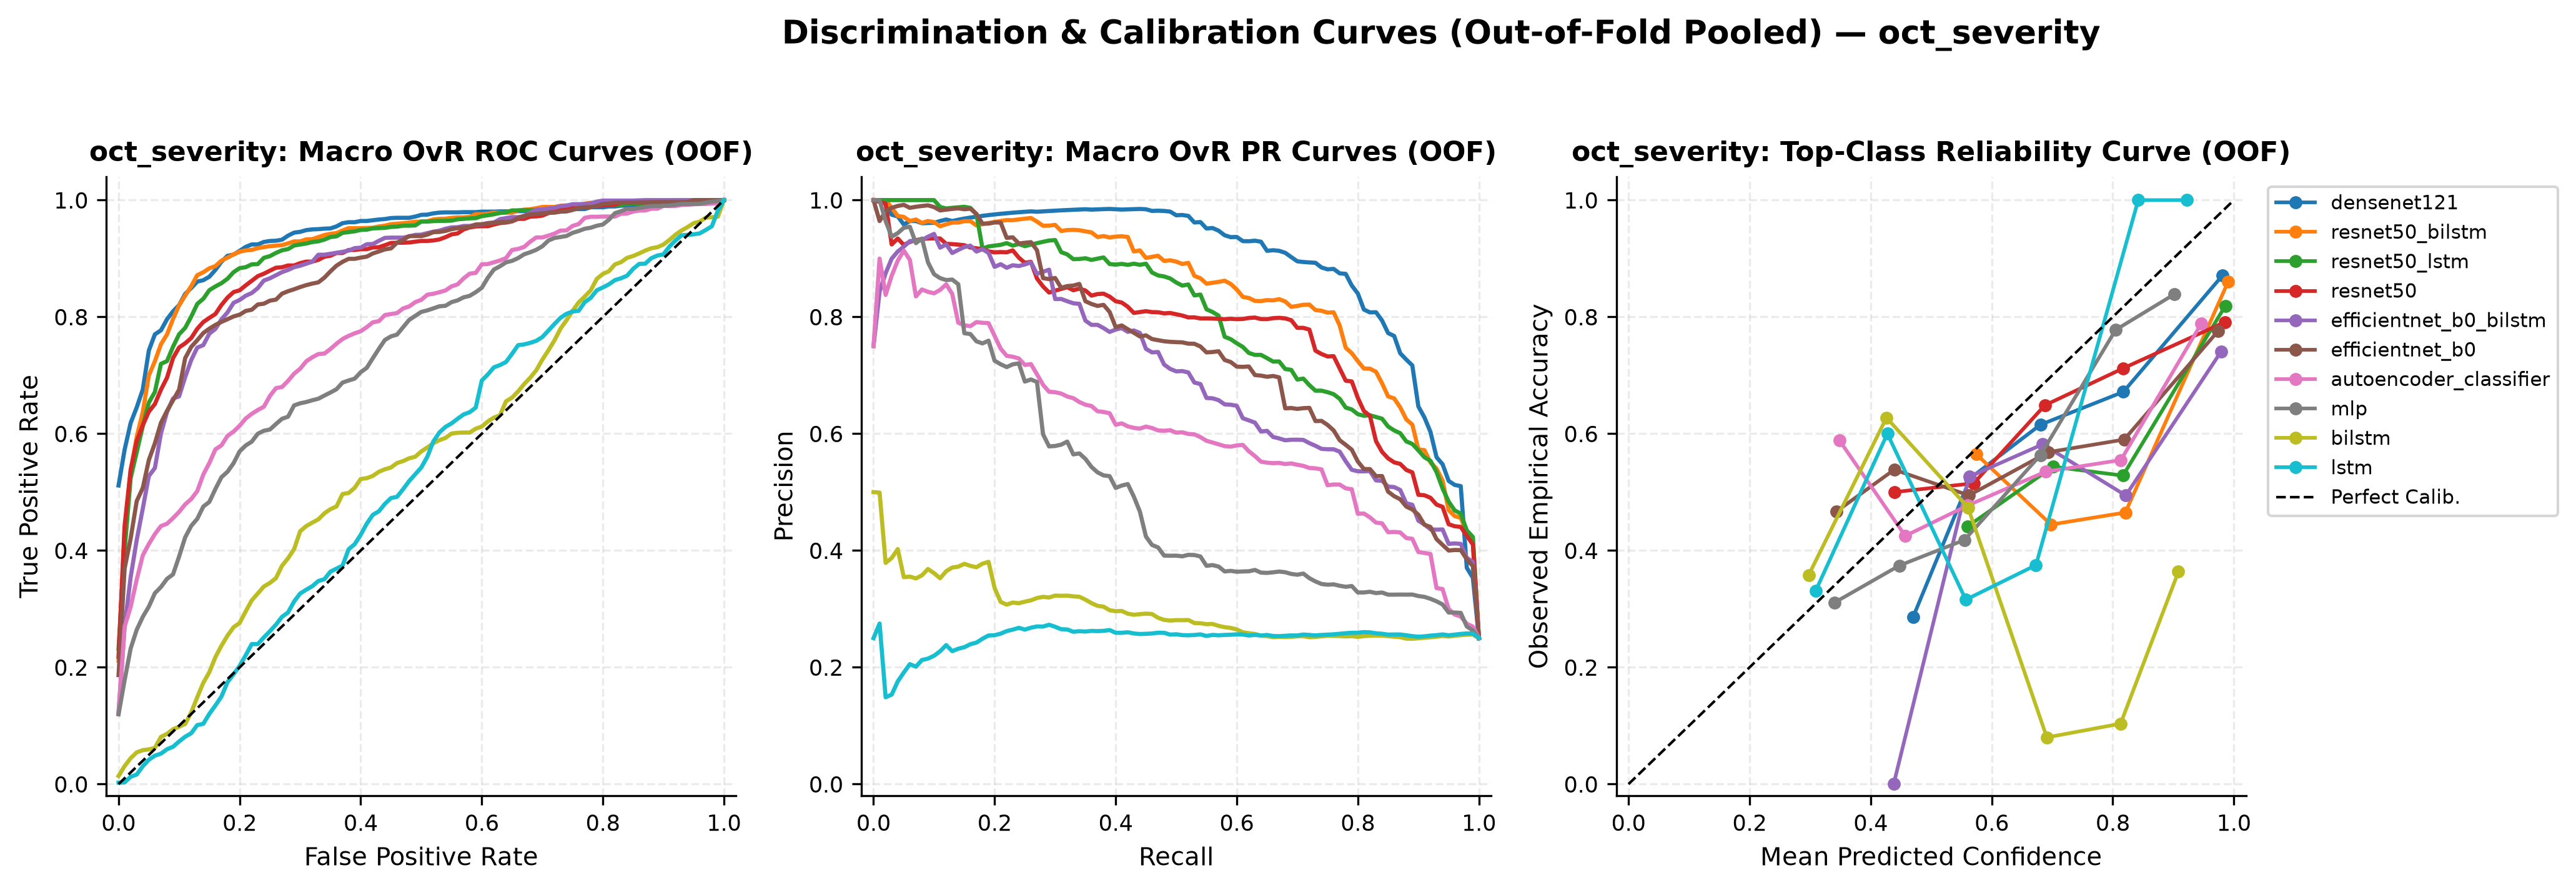 Discrimination & Calibration Curves (Out-of-Fold Pooled) — oct_severity
oct_severity: Macro OvR ROC Curves (OOF)
True Positive Rate
1.0
0.8
0.6
0.4
0.2
0.0
0.0 0.2 0.4 0.6 0.8 1.0
False Positive Rate
oct_severity: Macro OvR PR Curves (OOF)
Precision
1.0
0.8
0.6
0.4
0.2
0.0
0.0 0.2 0.4 0.6 0.8 1.0
Recall
oct_severity: Top-Class Reliability Curve (OOF)
Observed Empirical Accuracy
1.0
0.8
0.6
0.4
0.2
0.0
0.0 0.2 0.4 0.6 0.8 1.0
Mean Predicted Confidence
densenet121
resnet50_bilstm
resnet50_lstm
resnet50
efficientnet_b0_bilstm
efficientnet_b0
autoencoder_classifier
mlp
bilstm
lstm
Perfect Calib.